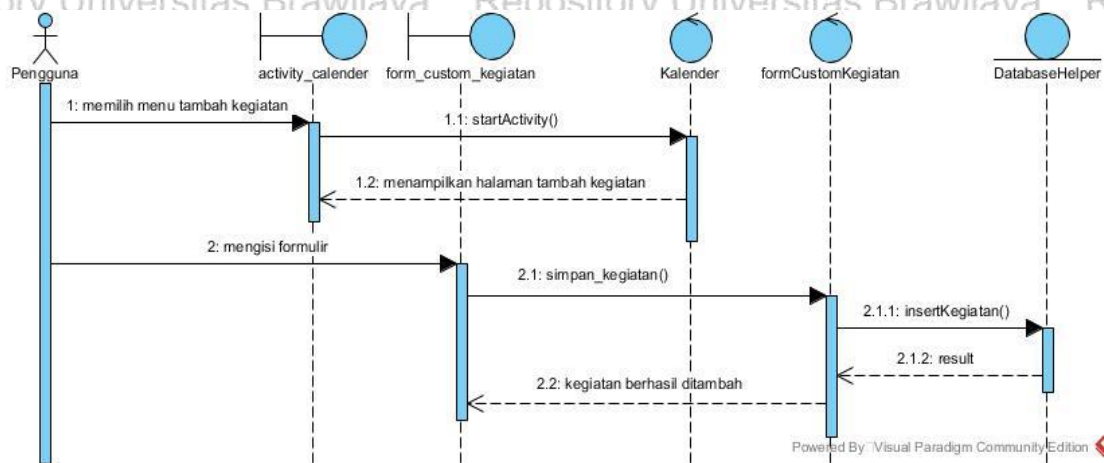 ory Universitas Brawijaya Repository Universitas Brawijaya R
Pengguna activity_calender form_custom_kegiatan Kalender formCustomKegiatan DatabaseHelper
1: memilih menu tambah kegiatan
1.1: startActivity()
1.2: menampilkan halaman tambah kegiatan
2: mengisi formulir
2.1: simpan_kegiatan()
2.1.1: insertKegiatan()
2.1.2: result
2.2: kegiatan berhasil ditambah
Powered By Visual Paradigm Community Edition